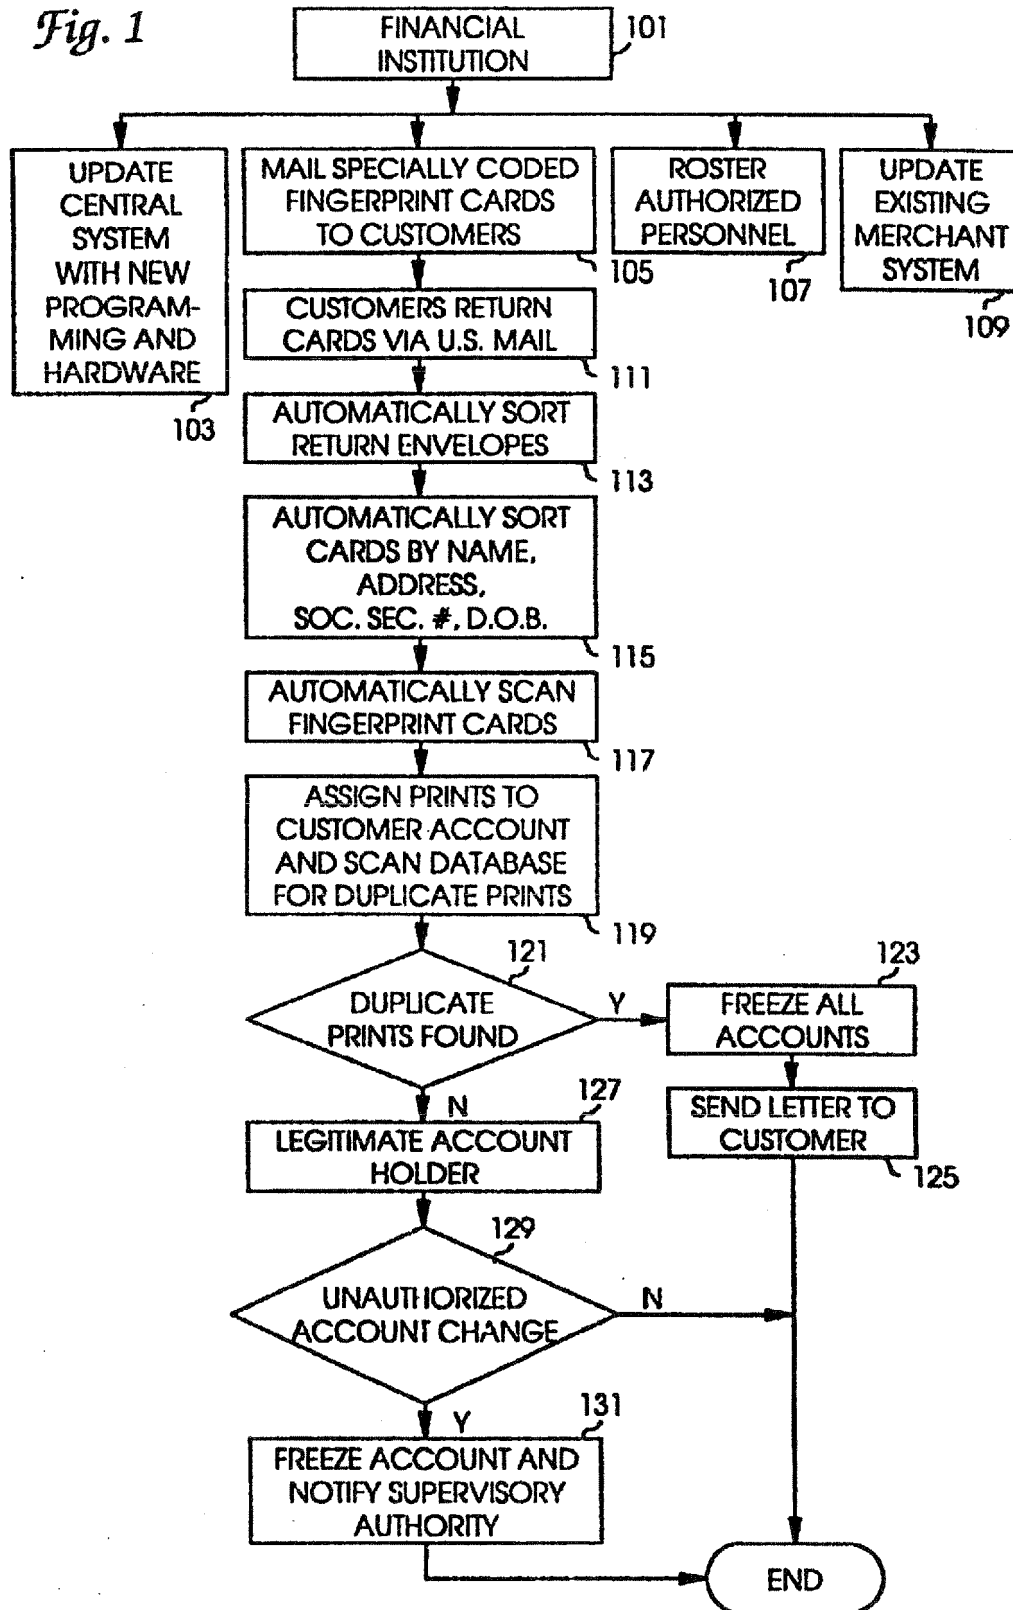 Fig. 1
FINANCIAL
INSTITUTION
101
UPDATE
CENTRAL
SYSTEM
WITH NEW
PROGRAM-
MING AND
HARDWARE
103
MAIL SPECIALLY CODED
FINGERPRINT CARDS
TO CUSTOMERS
105
ROSTER
AUTHORIZED
PERSONNEL
107
UPDATE
EXISTING
MERCHANT
SYSTEM
109
CUSTOMERS RETURN
CARDS VIA U.S. MAIL
111
AUTOMATICALLY SORT
RETURN ENVELOPES
113
AUTOMATICALLY SORT
CARDS BY NAME,
ADDRESS,
SOC. SEC. #, D.O.B.
115
AUTOMATICALLY SCAN
FINGERPRINT CARDS
117
ASSIGN PRINTS TO
CUSTOMER ACCOUNT
AND SCAN DATABASE
FOR DUPLICATE PRINTS
119
121
DUPLICATE
PRINTS FOUND
Y
123
FREEZE ALL
ACCOUNTS
SEND LETTER TO
CUSTOMER
125
N
127
LEGITIMATE ACCOUNT
HOLDER
129
UNAUTHORIZED
ACCOUNT CHANGE
N
Y
131
FREEZE ACCOUNT AND
NOTIFY SUPERVISORY
AUTHORITY
END